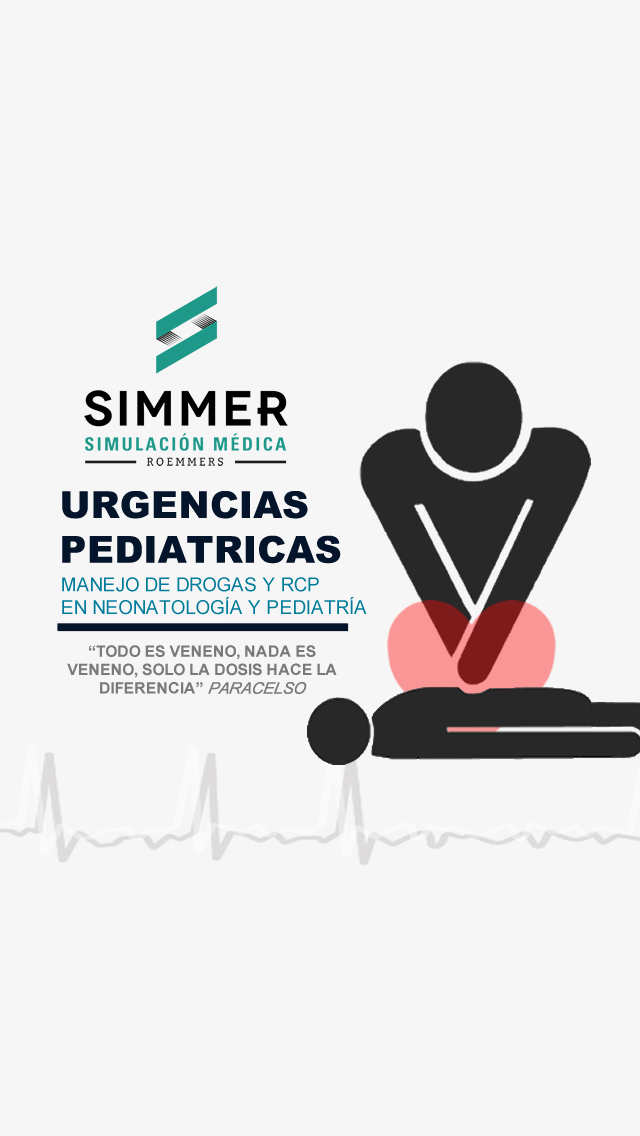 SIMMER
SIMULACIÓN MÉDICA
ROEMMERS
URGENCIAS
PEDIATRICAS
MANEJO DE DROGAS Y RCP
EN NEONATOLOGÍA Y PEDIATRÍA
“TODO ES VENENO, NADA ES
VENENO, SOLO LA DOSIS HACE LA
DIFERENCIA” PARACELSO